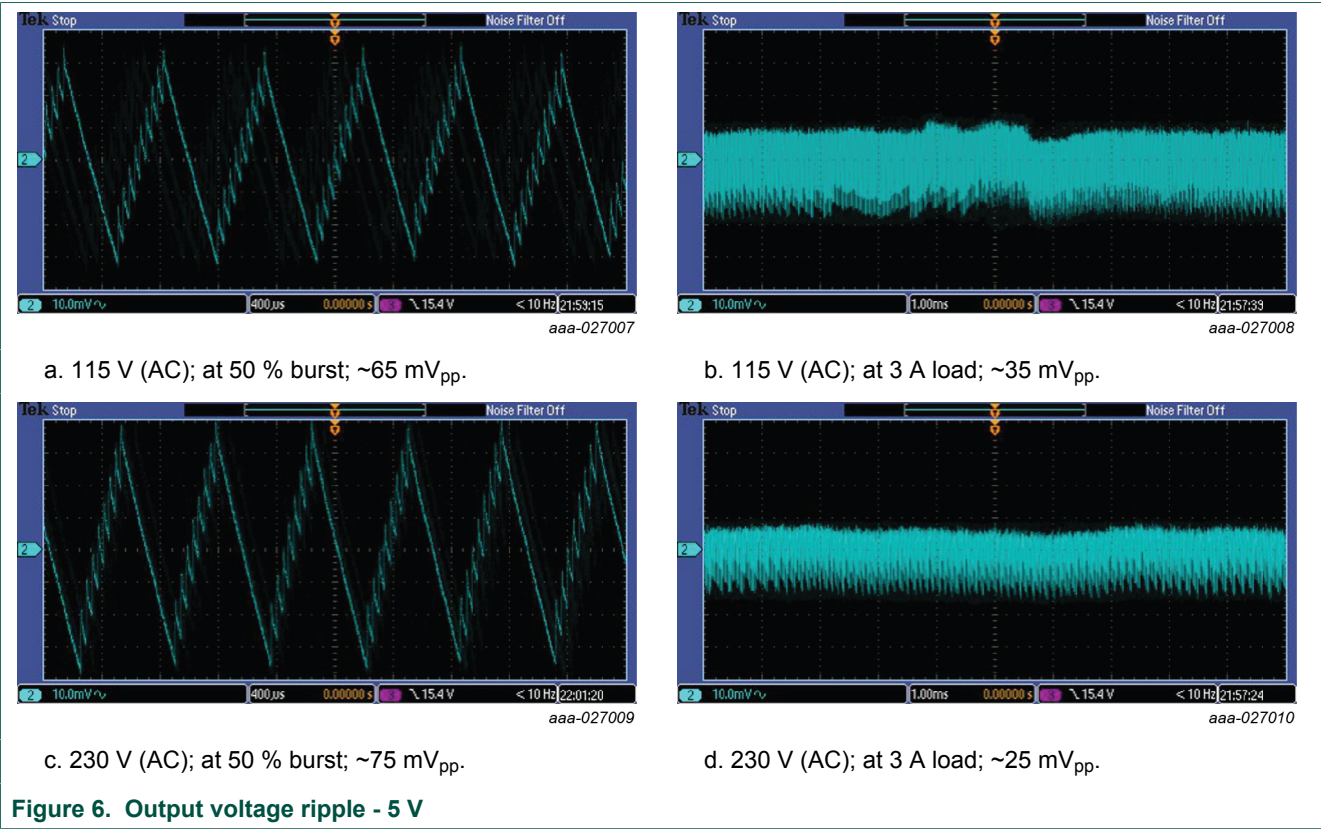 Tek Stop Noise Filter Off
2
2 10.0mV 400µs 0.00000 s 3 15.4 V < 10 Hz 21:59:15
aaa-027007
a. 115 V (AC); at 50 % burst; ~65 mVpp.
Tek Stop Noise Filter Off
2
2 10.0mV 1.00ms 0.00000 s 3 15.4 V < 10 Hz 21:57:39
aaa-027008
b. 115 V (AC); at 3 A load; ~35 mVpp.
Tek Stop Noise Filter Off
2
2 10.0mV 400µs 0.00000 s 3 15.4 V < 10 Hz 22:01:20
aaa-027009
c. 230 V (AC); at 50 % burst; ~75 mVpp.
Tek Stop Noise Filter Off
2
2 10.0mV 1.00ms 0.00000 s 3 15.4 V < 10 Hz 21:57:24
aaa-027010
d. 230 V (AC); at 3 A load; ~25 mVpp.
Figure 6. Output voltage ripple - 5 V